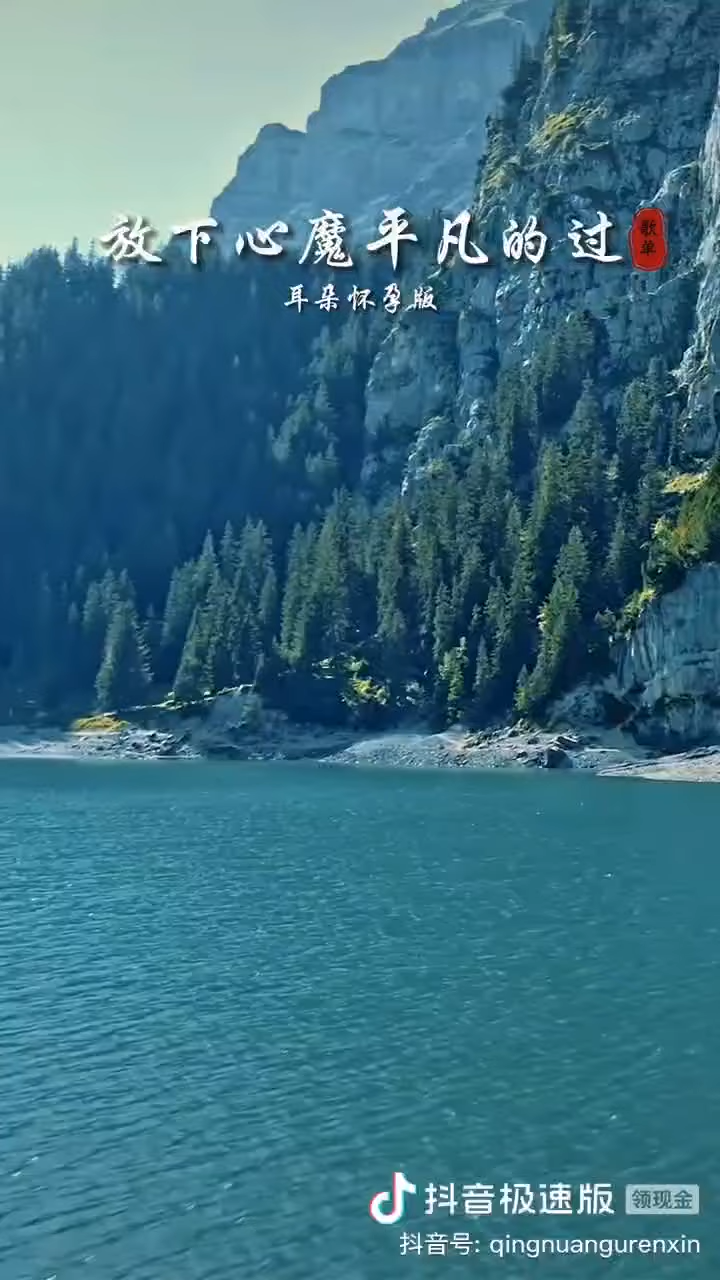 放下心魔平凡的过
歌单
耳朵怀孕版
抖音极速版 领现金
抖音号: qingnuangurenxin